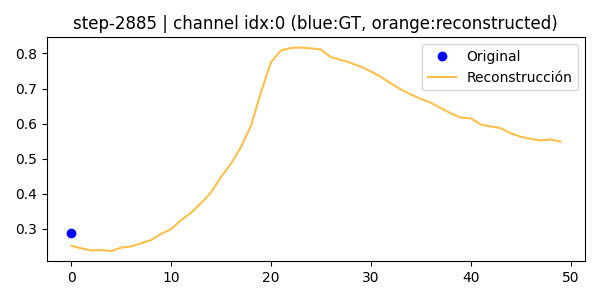 step-2885 | channel idx:0 (blue:GT, orange:reconstructed)
Original
Reconstrucción
0.8
0.7
0.6
0.5
0.4
0.3
0 10 20 30 40 50